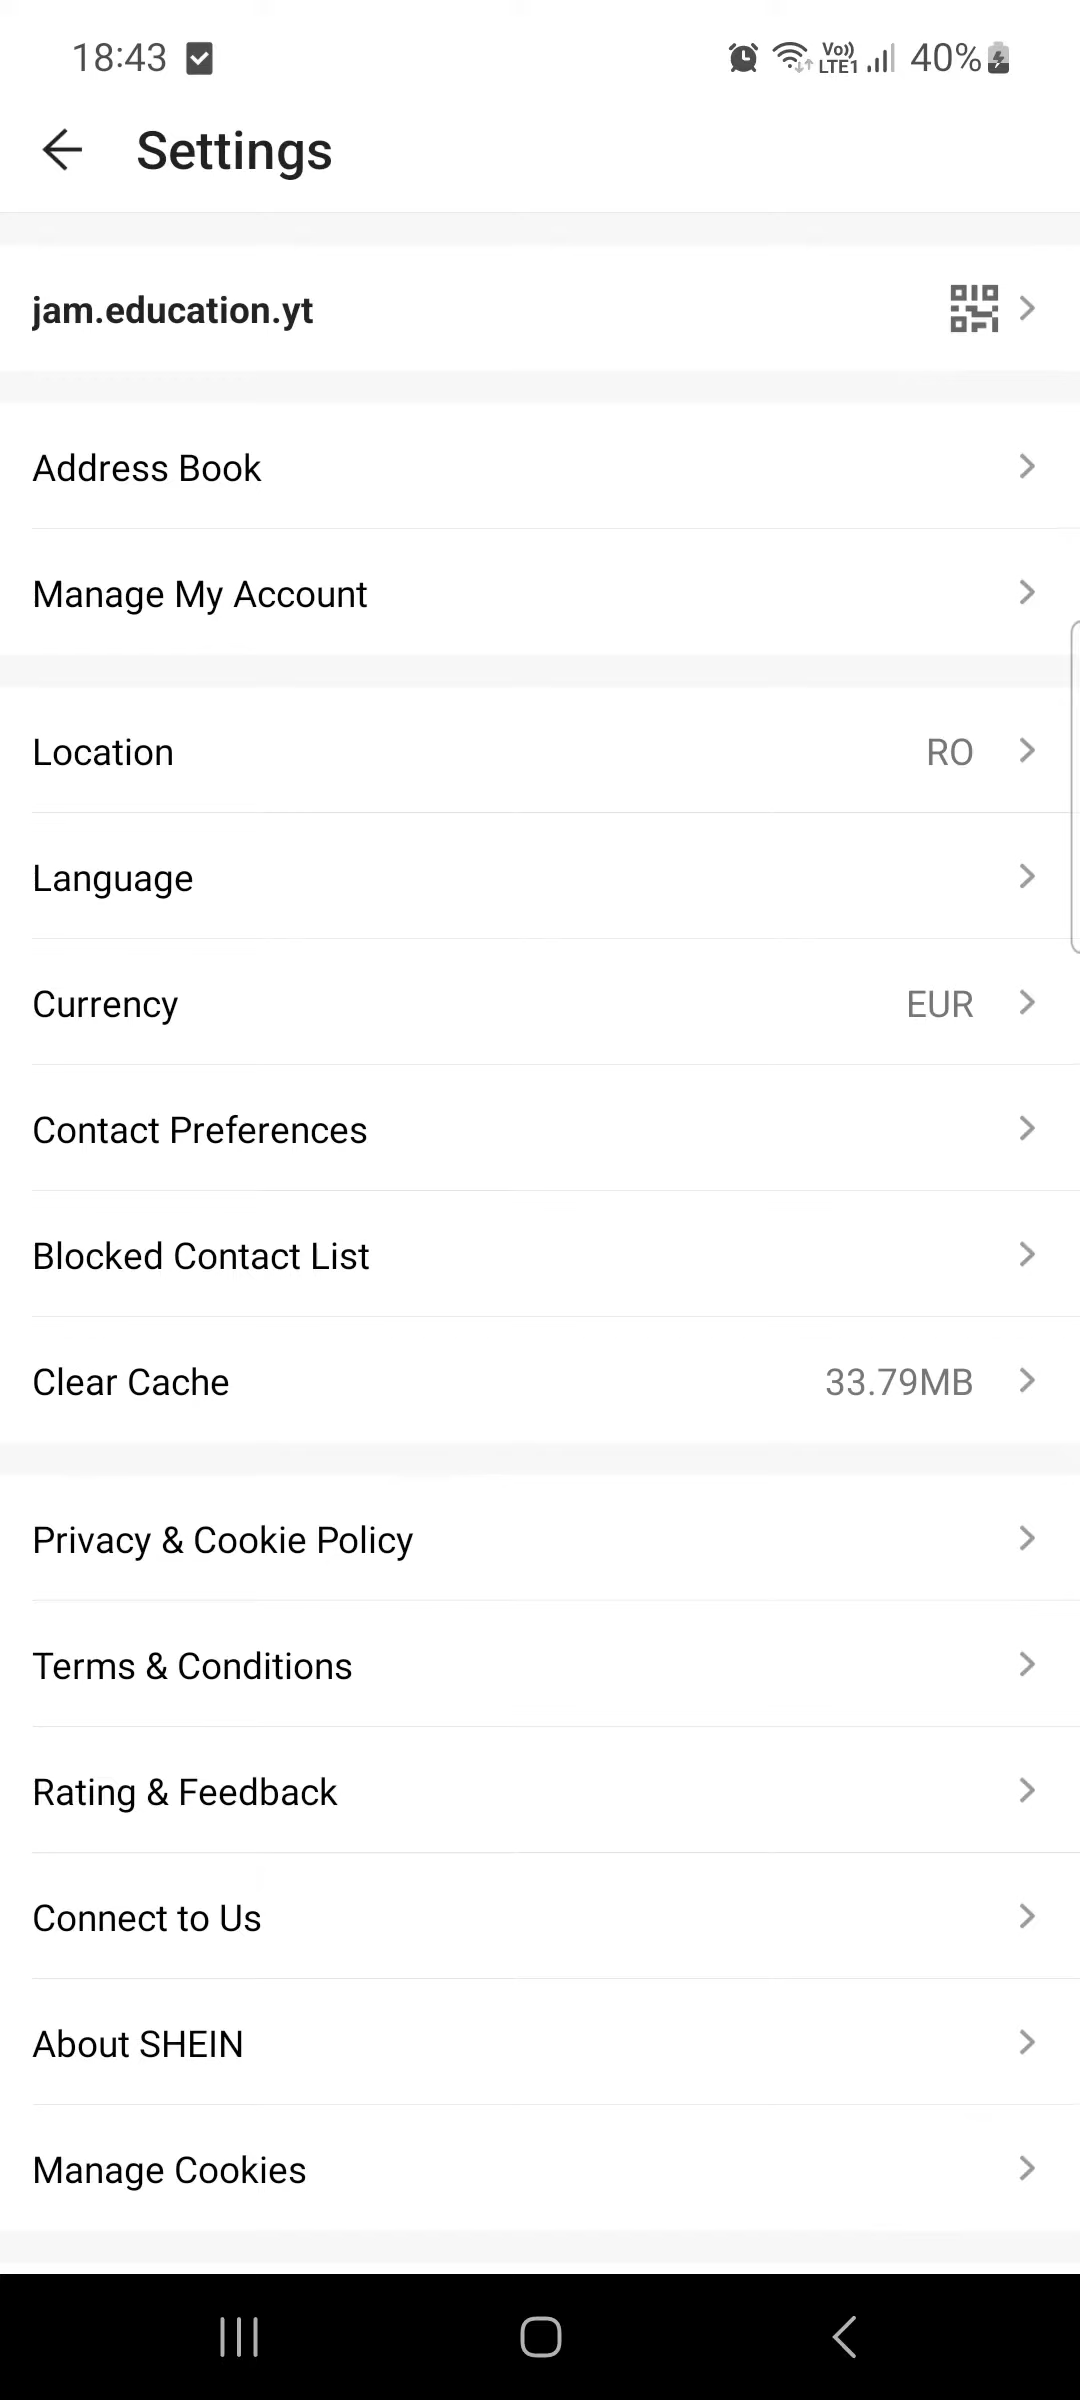 18:43 Vo)) LTE1 40%
Settings
jam.education.yt
Address Book
Manage My Account
Location RO
Language
Currency EUR
Contact Preferences
Blocked Contact List
Clear Cache 33.79MB
Privacy & Cookie Policy
Terms & Conditions
Rating & Feedback
Connect to Us
About SHEIN
Manage Cookies